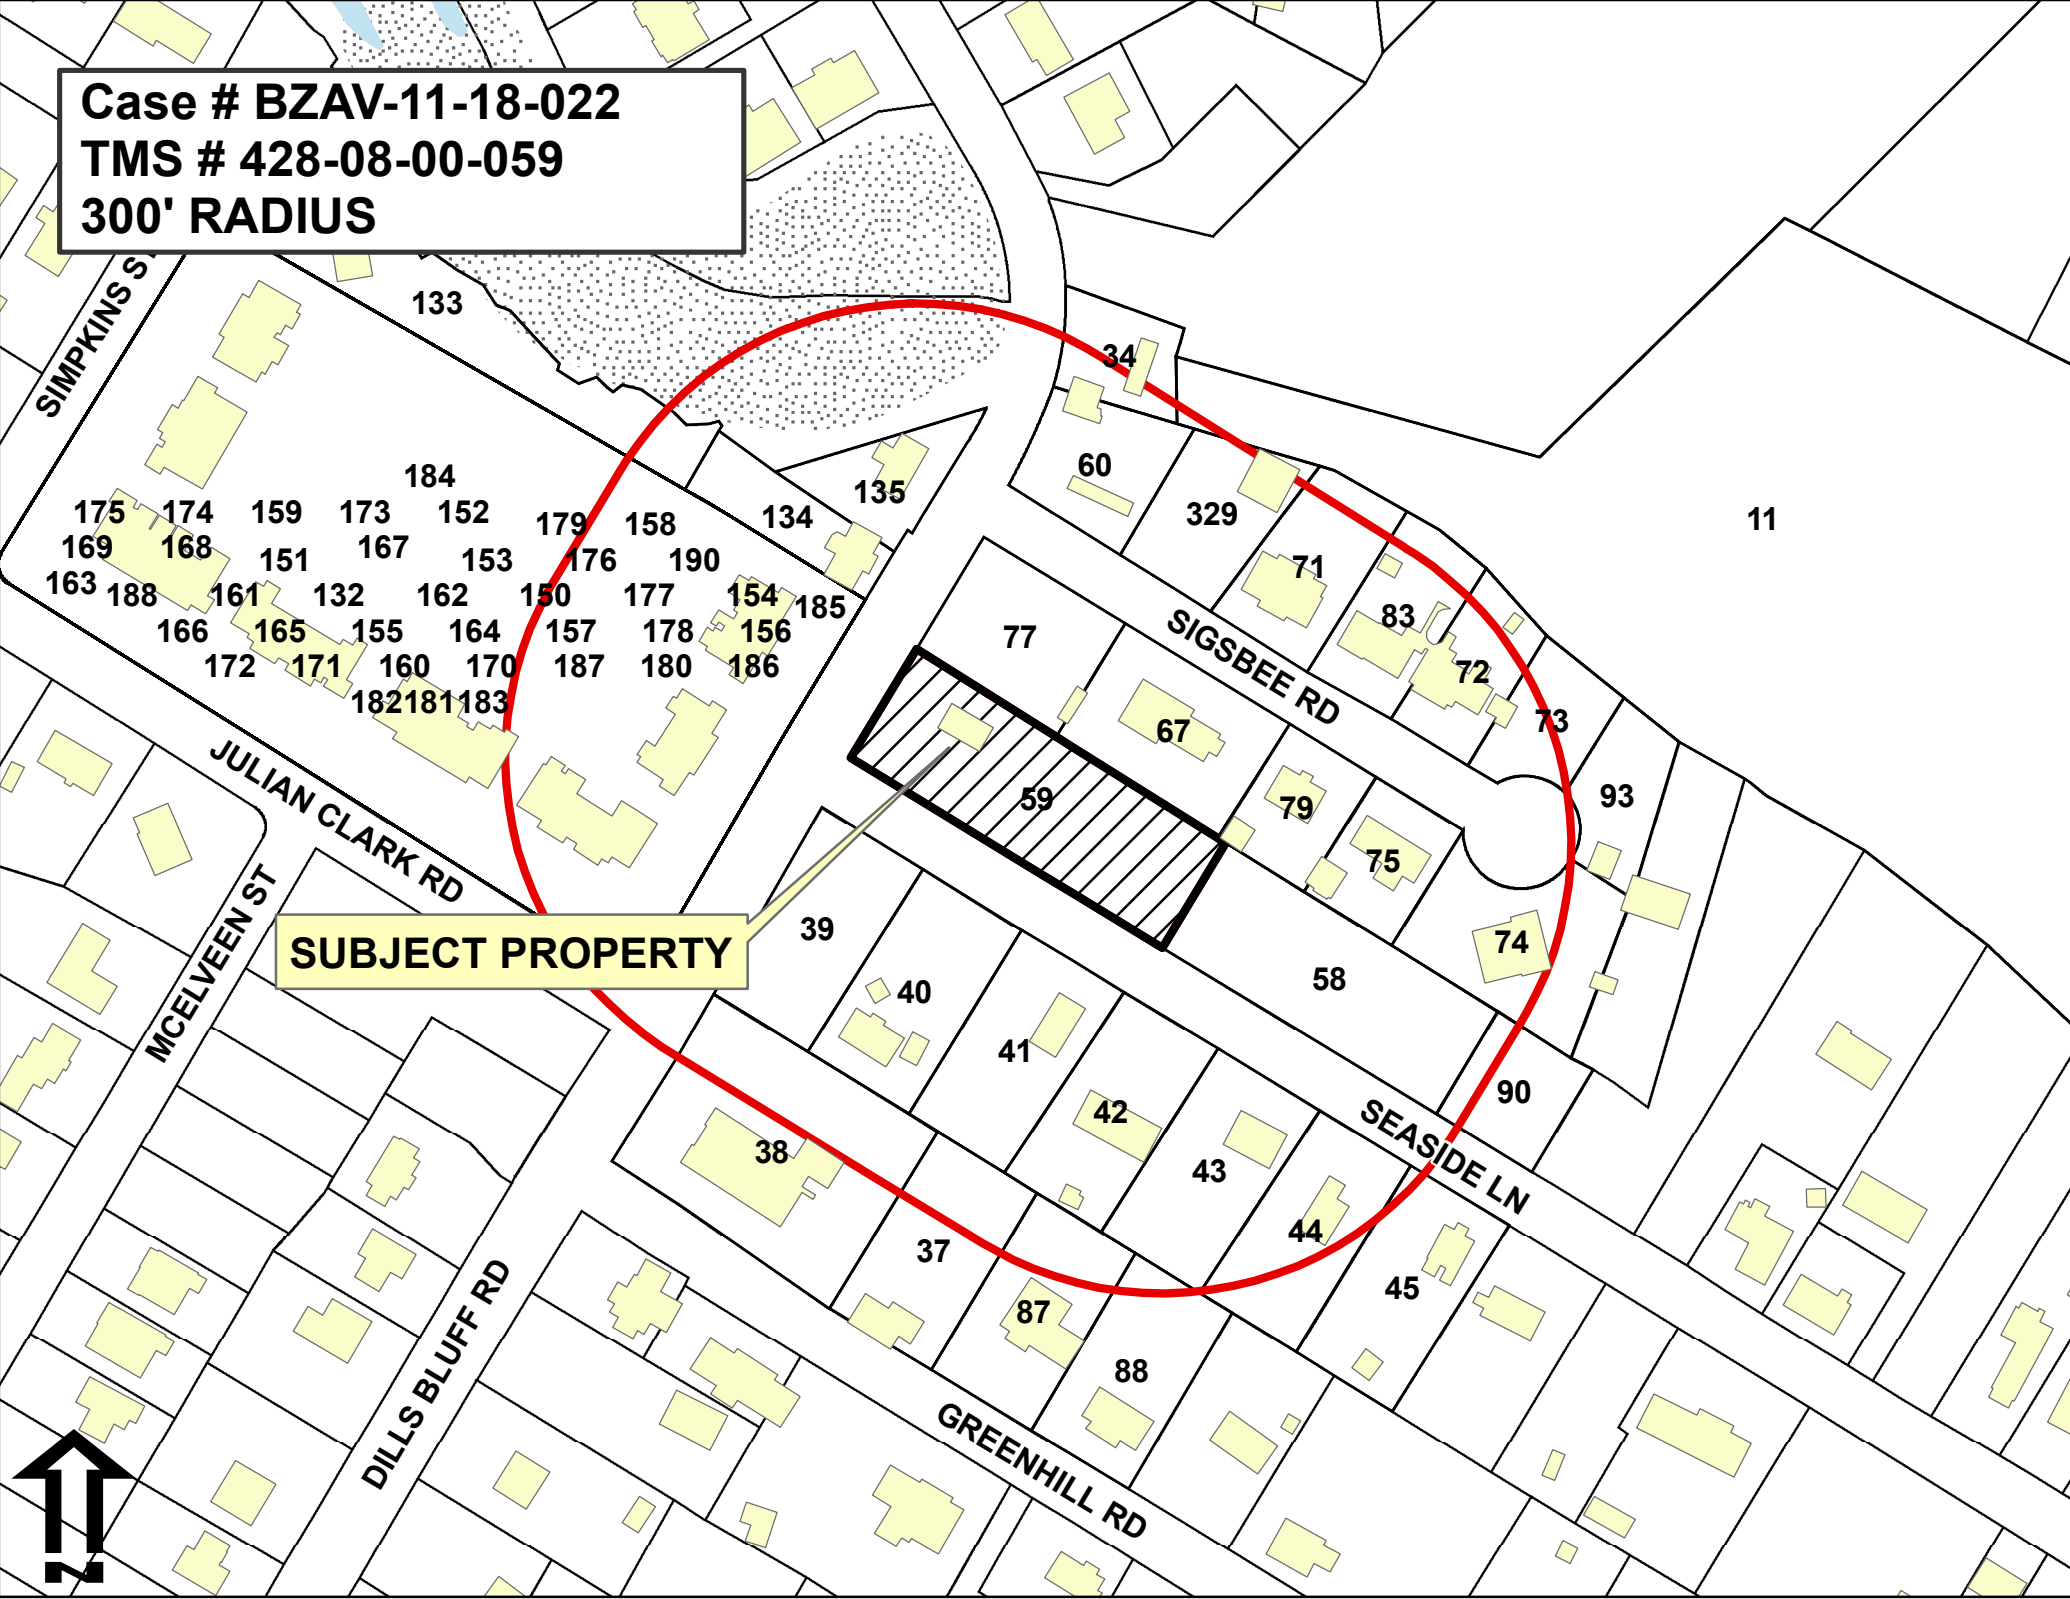 Case # BZAV-11-18-022
TMS # 428-08-00-059
300' RADIUS
SIMPKINS S
133
34
60
329
71
11
135
134
184
175 174 159 173 152 179 158
169 168 151 167 153 176 190
163 188 161 132 162 150 177 154 185
166 165 155 164 157 178 156
172 171 160 170 187 180 186
182 181 183
83
72
73
93
77
67
59
79
75
74
SIGSBEE RD
JULIAN CLARK RD
MCELVEEN ST
SUBJECT PROPERTY
39
40
41
42
43
44
45
58
90
SEASIDE LN
38
37
87
88
DILLS BLUFF RD
GREENHILL RD
N